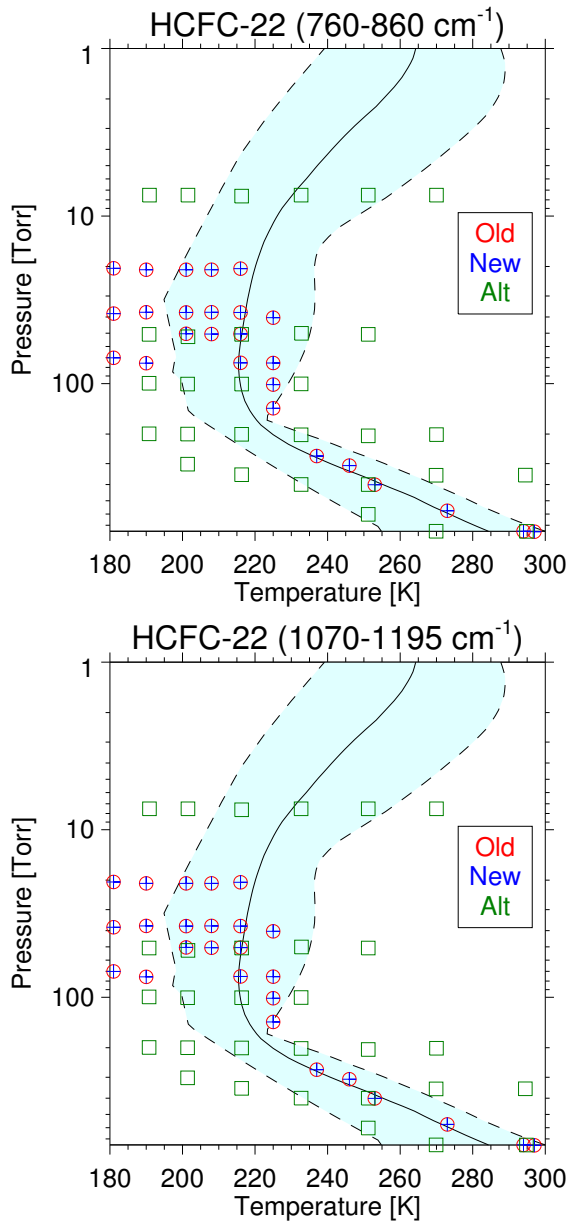 HCFC-22 (760-860 cm⁻¹)
1
10
100
Pressure [Torr]
Old
New
Alt
180 200 220 240 260 280 300
Temperature [K]
HCFC-22 (1070-1195 cm⁻¹)
1
10
100
Pressure [Torr]
Old
New
Alt
180 200 220 240 260 280 300
Temperature [K]